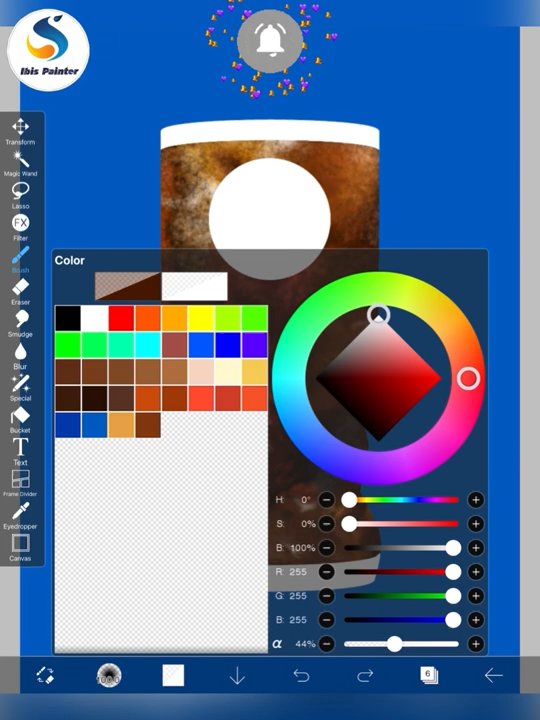 Ibis Painter
Transform
Magic Wand
Lasso
FX
Filter
Brush
Eraser
Smudge
Blur
Special
Bucket
T
Text
Frame Divider
Eyedropper
Canvas
Color
H: 0°
S: 0%
B: 100%
R: 255
G: 255
B: 255
α 44%
6